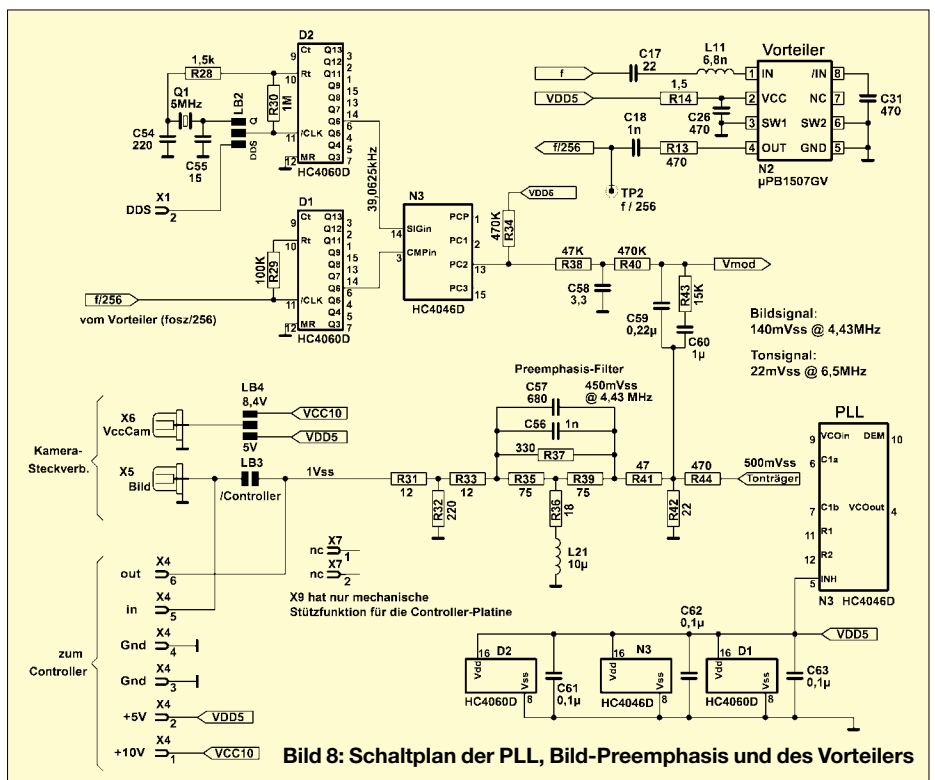 D2
9 Ct Q13 3
Q12 2
10 Rt Q11 1
Q9 15
Q8 13
Q7 14
Q6 6
11 /CLK Q5 4
Q4 5
12 MR Q3 7
HC4060D
1,5k
R28
R30
1M
Q1
5MHz
LB2
Q
DDS
C54
220
C55
15
X1
DDS 2
D1
9 Ct Q13 3
Q12 2
10 Rt Q11 1
Q9 15
Q8 13
Q7 14
Q6 6
11 /CLK Q5 4
Q4 5
12 MR Q3 7
HC4060D
100K
R29
f/256
vom Vorteiler (fosz/256)
39,0625kHz
N3
14 SIGin
3 CMPin
PCP 1
PC1 2
PC2 13
PC3 15
HC4046D
VDD5
470K
R34
47K
R38
470K
R40
Vmod
C58
3,3
C59
0,22µ
R43
15K
C60
1µ
f
C17
22
L11
6,8n
Vorteiler
1 IN /IN 8
2 VCC NC 7
3 SW1 SW2 6
4 OUT GND 5
N2
µPB1507GV
VDD5
1,5
R14
C26
470
C31
470
f/256
C18
1n
R13
470
TP2
f / 256
Bildsignal:
140mVss @ 4,43MHz
Tonsignal:
22mVss @ 6,5MHz
Preemphasis-Filter
C57
680
450mVss
@ 4,43 MHz
C56 1n
330
R37
R31
12
R33
12
R32
220
R35
75
R39
75
R36
18
L21
10µ
47
R41
470
R44
500mVss
Tonträger
R42
22
PLL
9 VCOin DEM 10
6 C1a
7 C1b VCOout 4
11 R1
12 R2
5 INH
N3 HC4046D
Kamera-
Steckverb.
X6
VccCam
X5
Bild
LB4
8,4V
VCC10
VDD5
5V
LB3
/Controller
1Vss
X7
nc 1
X7
nc 2
X9 hat nur mechanische
Stützfunktion für die Controller-Platine
zum
Controller
out X4 6
in X4 5
Gnd X4 4
Gnd X4 3
+5V X4 2 VDD5
+10V X4 1 VCC10
16 D2
Vdd Vss
HC4060D 8
C61
0,1µ
16 N3
Vdd Vss
HC4046D 8
C62
0,1µ
16 D1
Vdd Vss
HC4060D 8
C63
0,1µ
VDD5
Bild 8: Schaltplan der PLL, Bild-Preemphasis und des Vorteilers